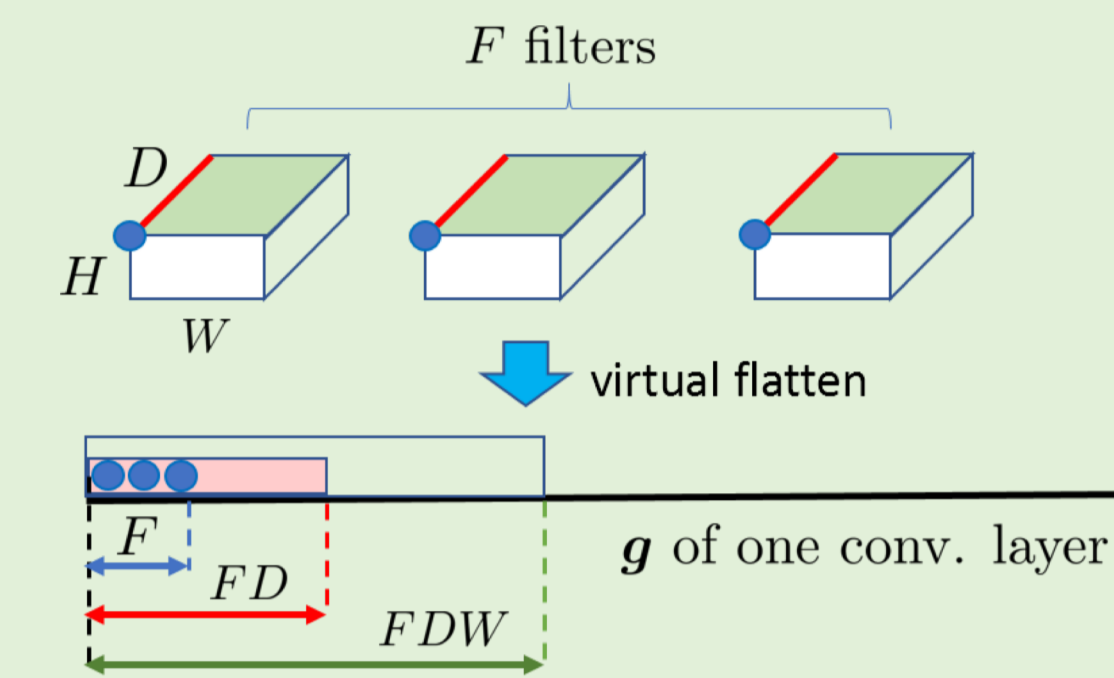 F filters
D
H
W
virtual flatten
F
FD
FDW
g of one conv. layer